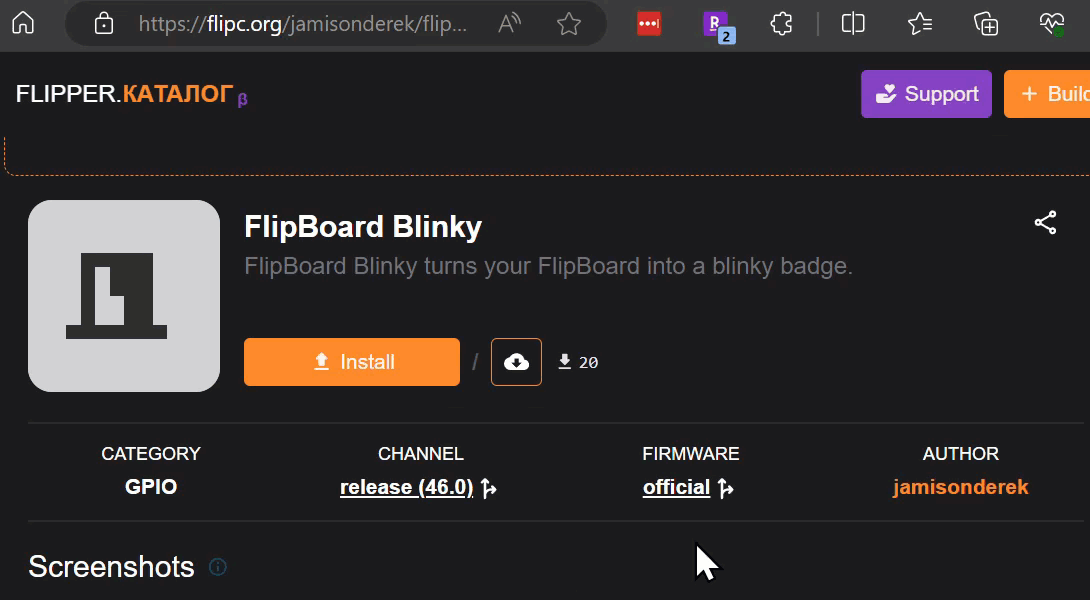 https://flipc.org/jamisonderek/flip...
R
2
FLIPPER.КАТАЛОГ β
Support
+ Build
FlipBoard Blinky
FlipBoard Blinky turns your FlipBoard into a blinky badge.
Install / 20
CATEGORY
GPIO
CHANNEL
release (46.0)
FIRMWARE
official
AUTHOR
jamisonderek
Screenshots